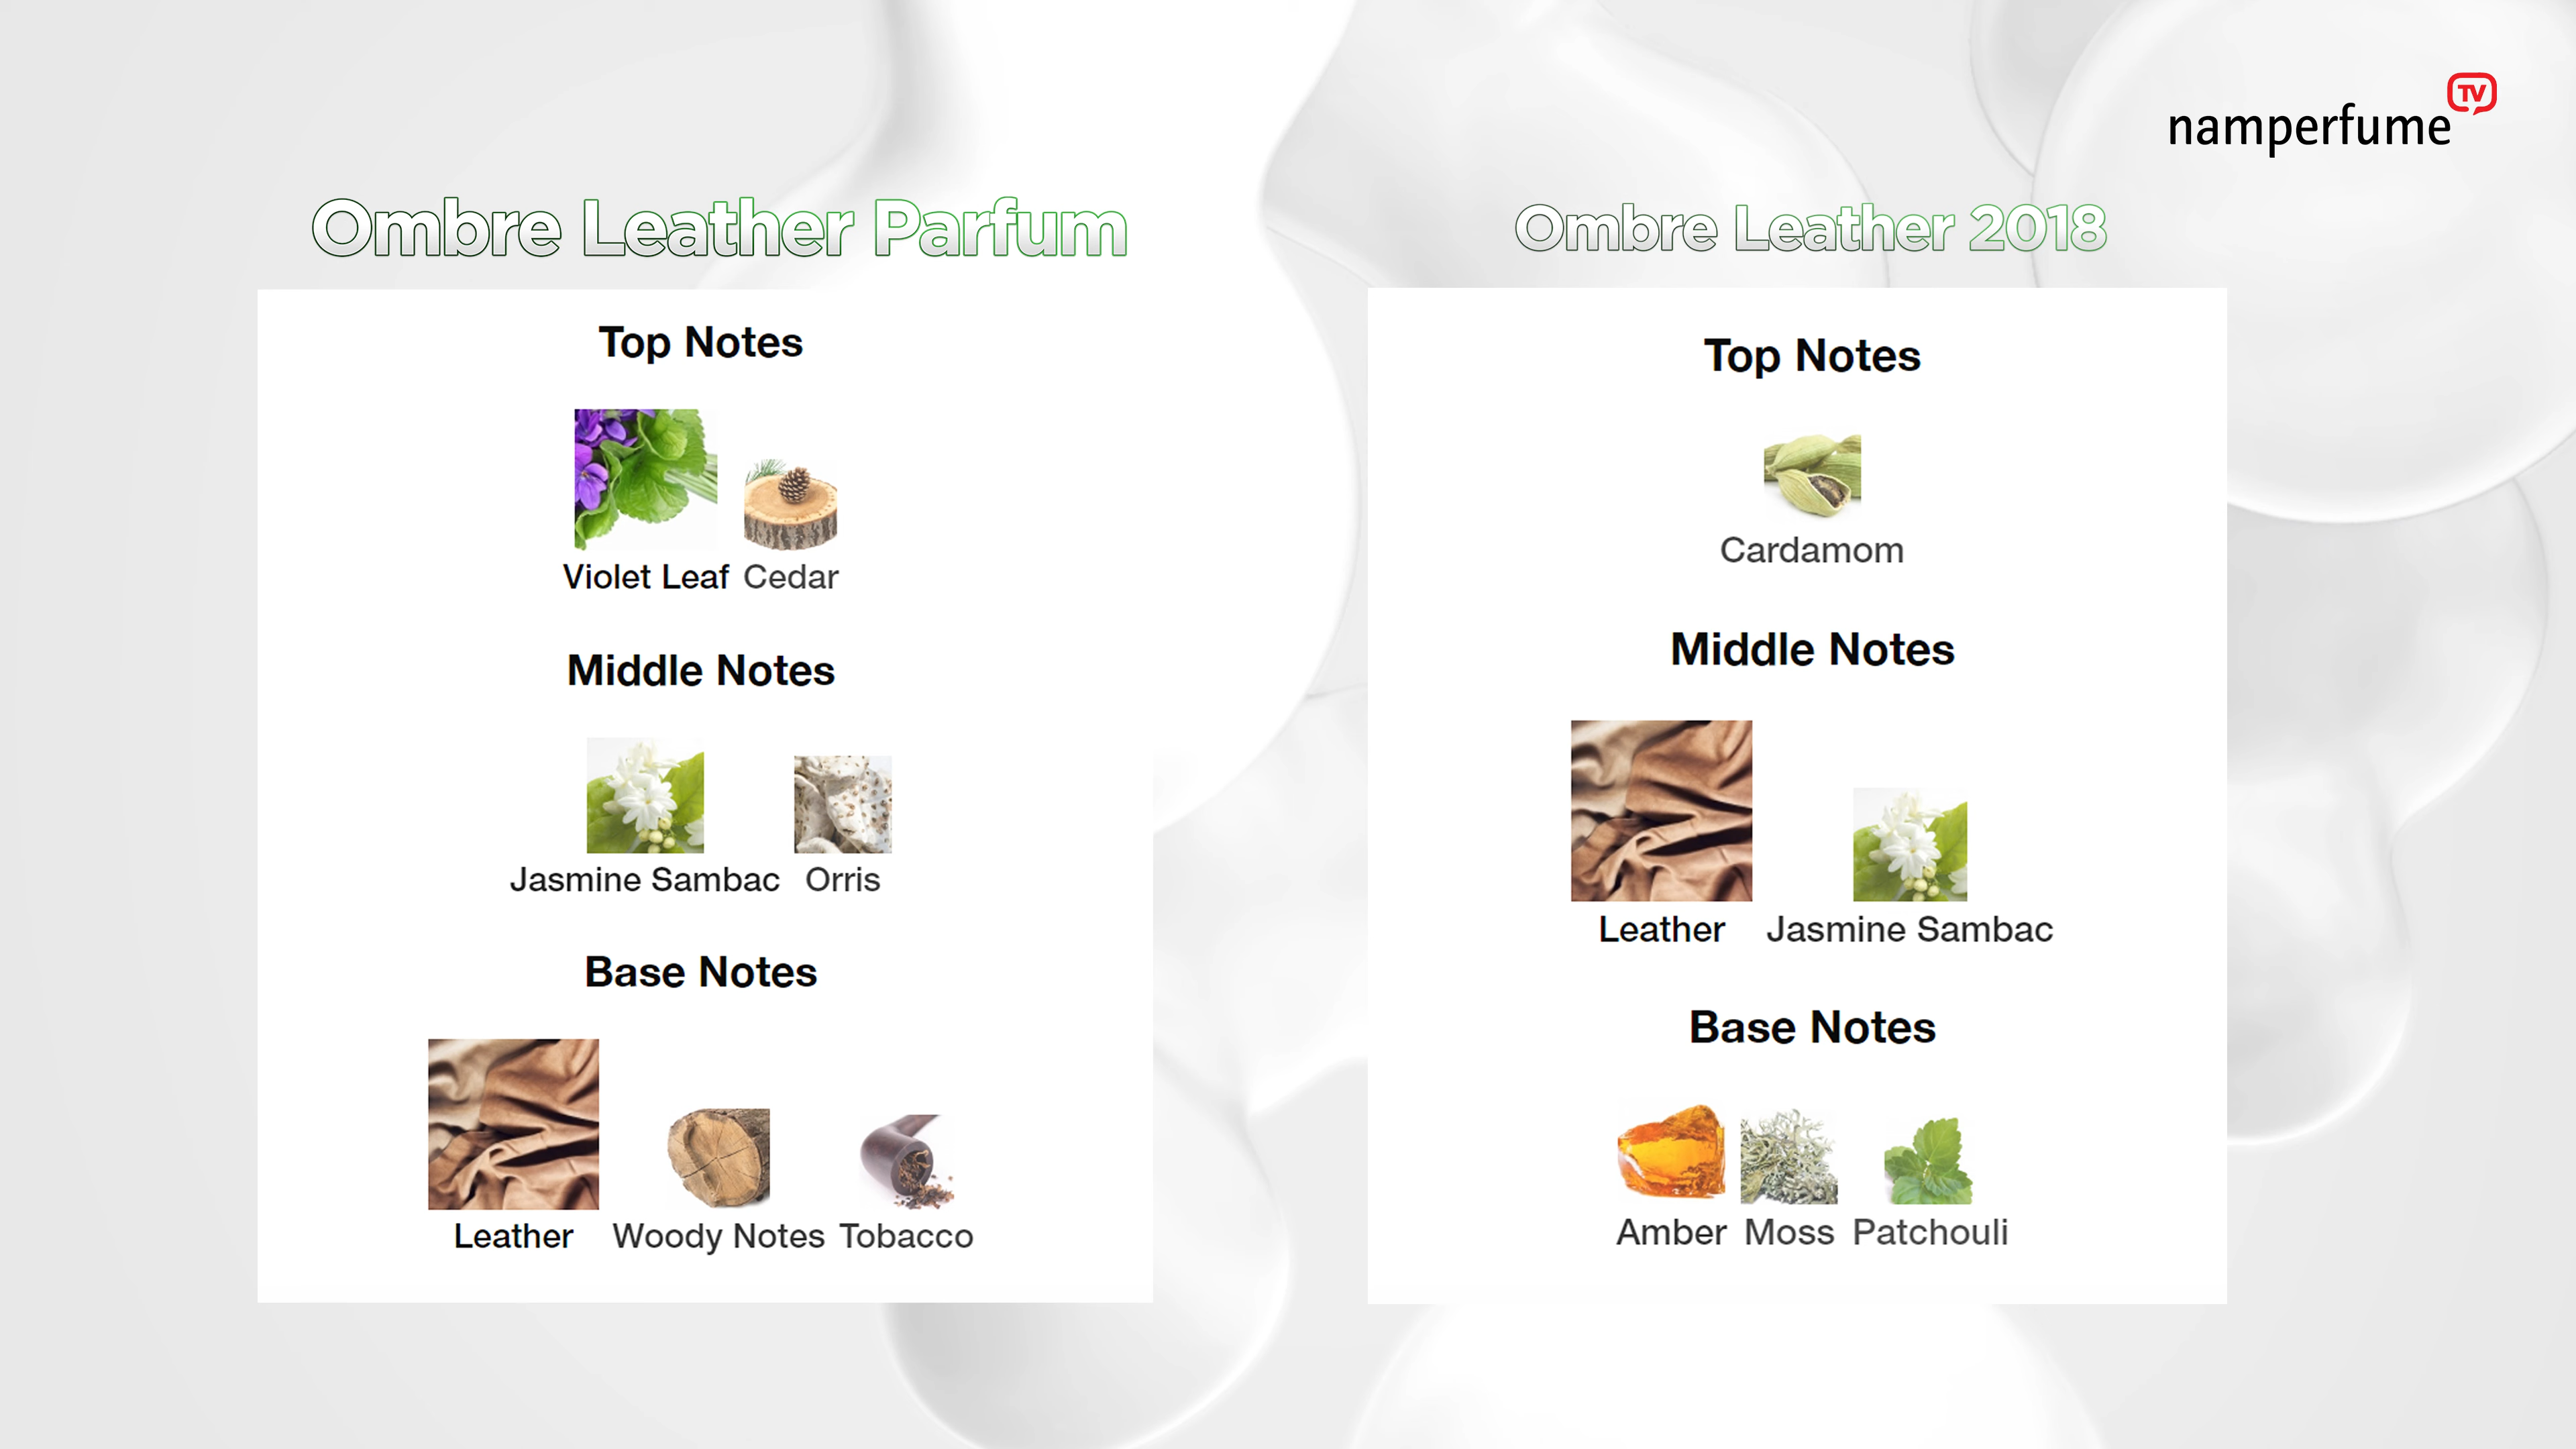 namperfume TV
Ombre Leather Parfum
Top Notes
Violet Leaf Cedar
Middle Notes
Jasmine Sambac Orris
Base Notes
Leather Woody Notes Tobacco
Ombre Leather 2018
Top Notes
Cardamom
Middle Notes
Leather Jasmine Sambac
Base Notes
Amber Moss Patchouli